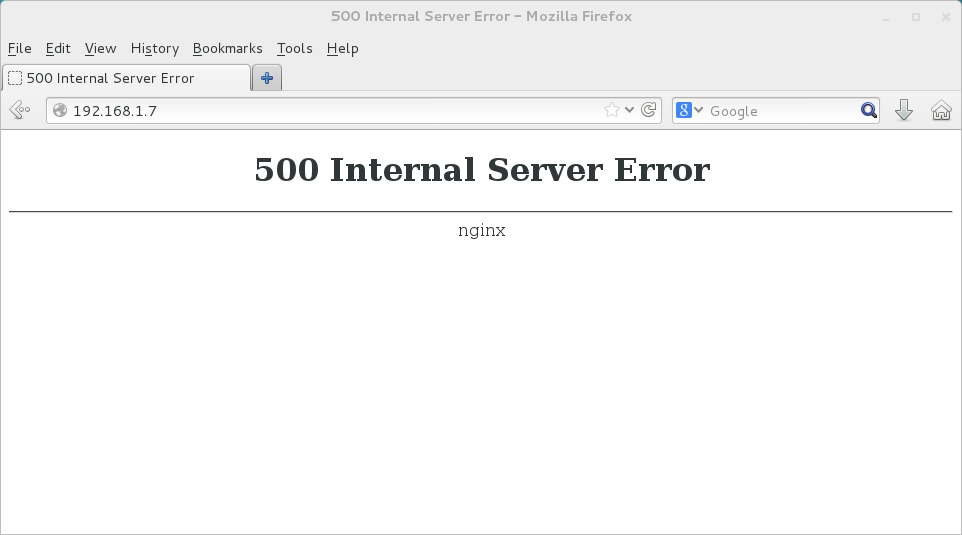 500 Internal Server Error - Mozilla Firefox
File Edit View History Bookmarks Tools Help
500 Internal Server Error
192.168.1.7
8 Google
500 Internal Server Error
nginx